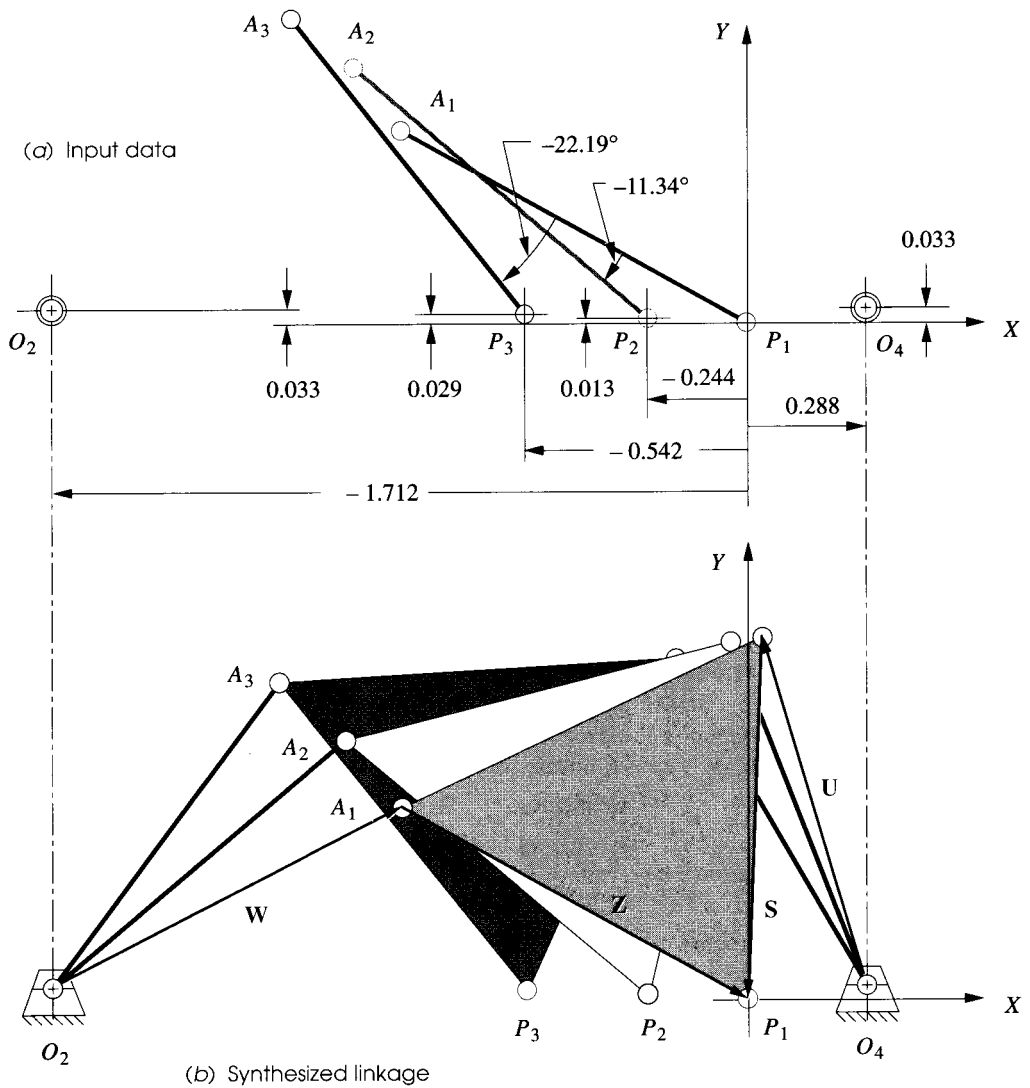 A3
A2
Y
A1
(a) Input data
−22.19°
−11.34°
0.033
O2
P3
P2
P1
O4
X
0.033
0.029
0.013
− 0.244
0.288
− 0.542
− 1.712
Y
A3
A2
A1
U
W
Z
S
X
O2
P3
P2
P1
O4
(b) Synthesized linkage